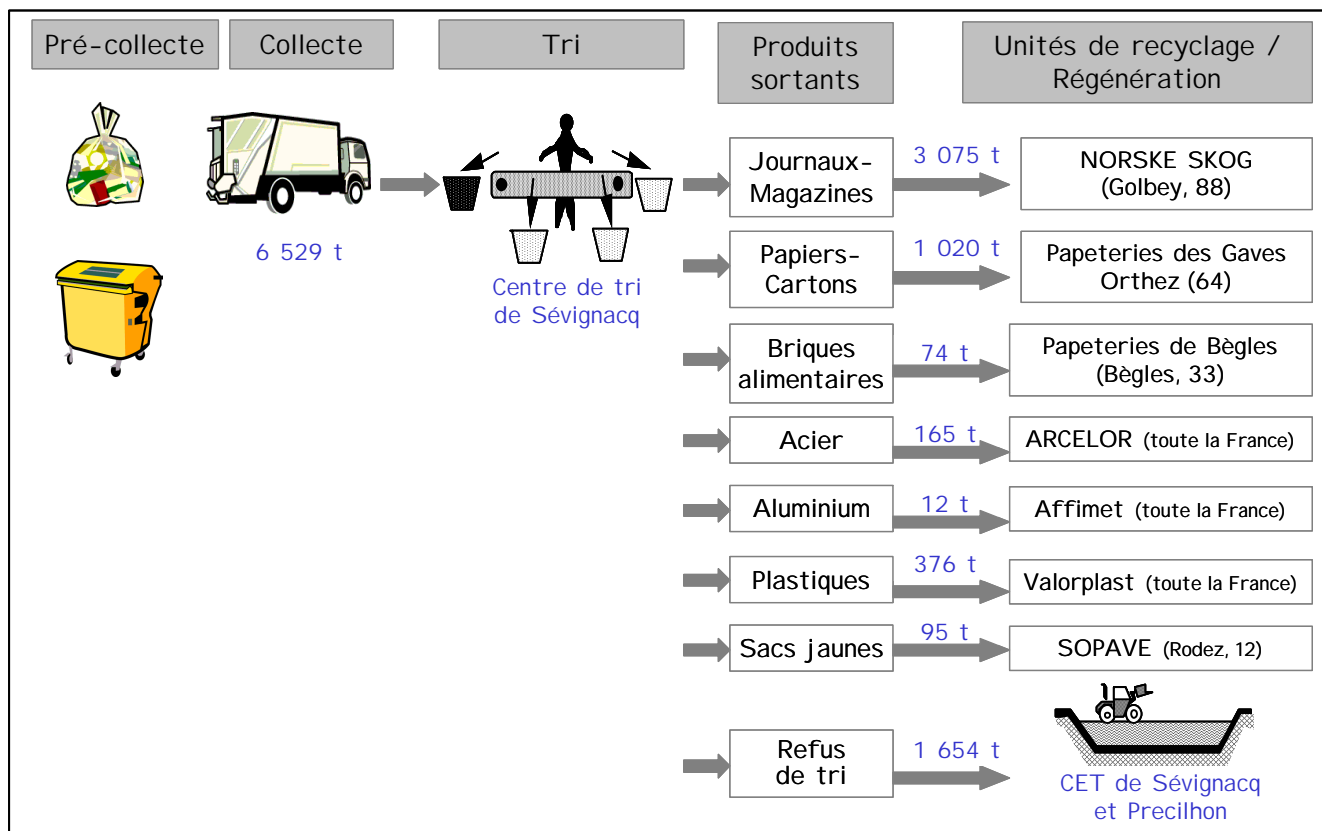 Pré-collecte
Collecte
Tri
Produits
sortants
Unités de recyclage /
Régénération
6 529 t
Centre de tri
de Sévignacq
Journaux-
Magazines
3 075 t
NORSKE SKOG
(Golbey, 88)
Papiers-
Cartons
1 020 t
Papeteries des Gaves
Orthez (64)
Briques
alimentaires
74 t
Papeteries de Bègles
(Bègles, 33)
Acier
165 t
ARCELOR (toute la France)
Aluminium
12 t
Affimet (toute la France)
Plastiques
376 t
Valorplast (toute la France)
Sacs jaunes
95 t
SOPAVE (Rodez, 12)
Refus
de tri
1 654 t
CET de Sévignacq
et Precilhon